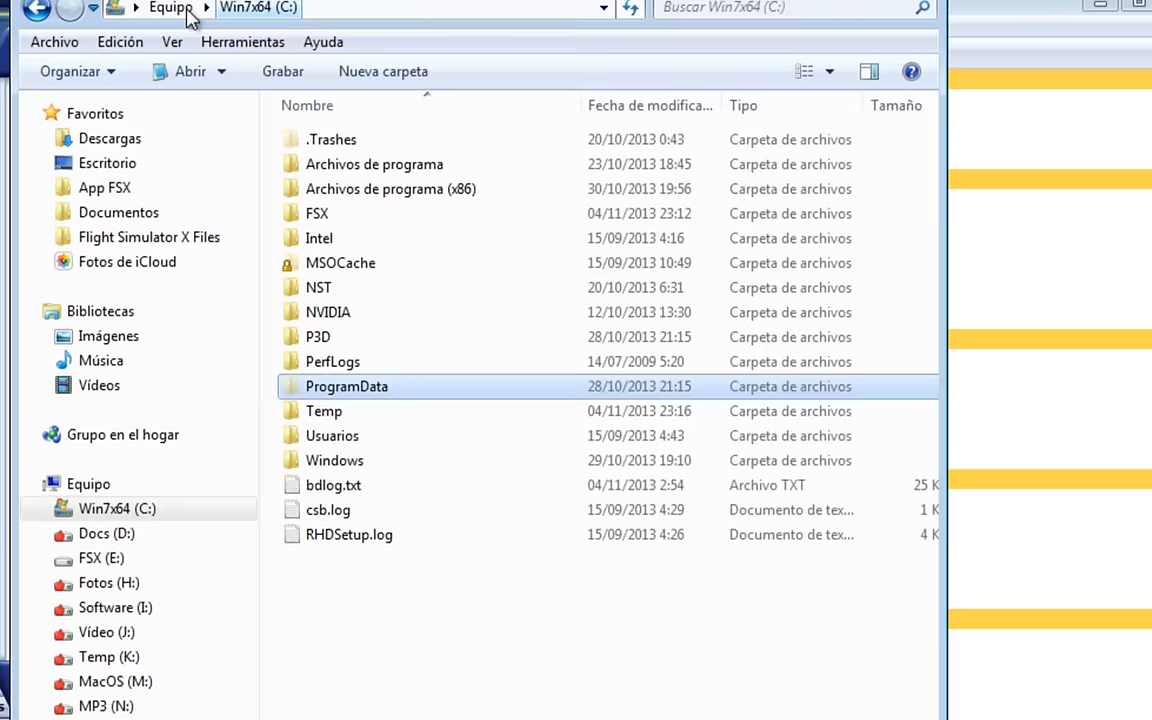 Equipo Win7x64 (C:) Buscar Win7x64 (C:)
Archivo Edición Ver Herramientas Ayuda
Organizar Abrir Grabar Nueva carpeta
Nombre Fecha de modifica... Tipo Tamaño
Favoritos
Descargas
Escritorio
App FSX
Documentos
Flight Simulator X Files
Fotos de iCloud
Bibliotecas
Imágenes
Música
Vídeos
Grupo en el hogar
Equipo
Win7x64 (C:)
Docs (D:)
FSX (E:)
Fotos (H:)
Software (I:)
Vídeo (J:)
Temp (K:)
MacOS (M:)
MP3 (N:)
.Trashes 20/10/2013 0:43 Carpeta de archivos
Archivos de programa 23/10/2013 18:45 Carpeta de archivos
Archivos de programa (x86) 30/10/2013 19:56 Carpeta de archivos
FSX 04/11/2013 23:12 Carpeta de archivos
Intel 15/09/2013 4:16 Carpeta de archivos
MSOCache 15/09/2013 10:49 Carpeta de archivos
NST 20/10/2013 6:31 Carpeta de archivos
NVIDIA 12/10/2013 13:30 Carpeta de archivos
P3D 28/10/2013 21:15 Carpeta de archivos
PerfLogs 14/07/2009 5:20 Carpeta de archivos
ProgramData 28/10/2013 21:15 Carpeta de archivos
Temp 04/11/2013 23:16 Carpeta de archivos
Usuarios 15/09/2013 4:43 Carpeta de archivos
Windows 29/10/2013 19:10 Carpeta de archivos
bdlog.txt 04/11/2013 2:54 Archivo TXT 25 K
csb.log 15/09/2013 4:29 Documento de tex... 1 K
RHDSetup.log 15/09/2013 4:26 Documento de tex... 4 K